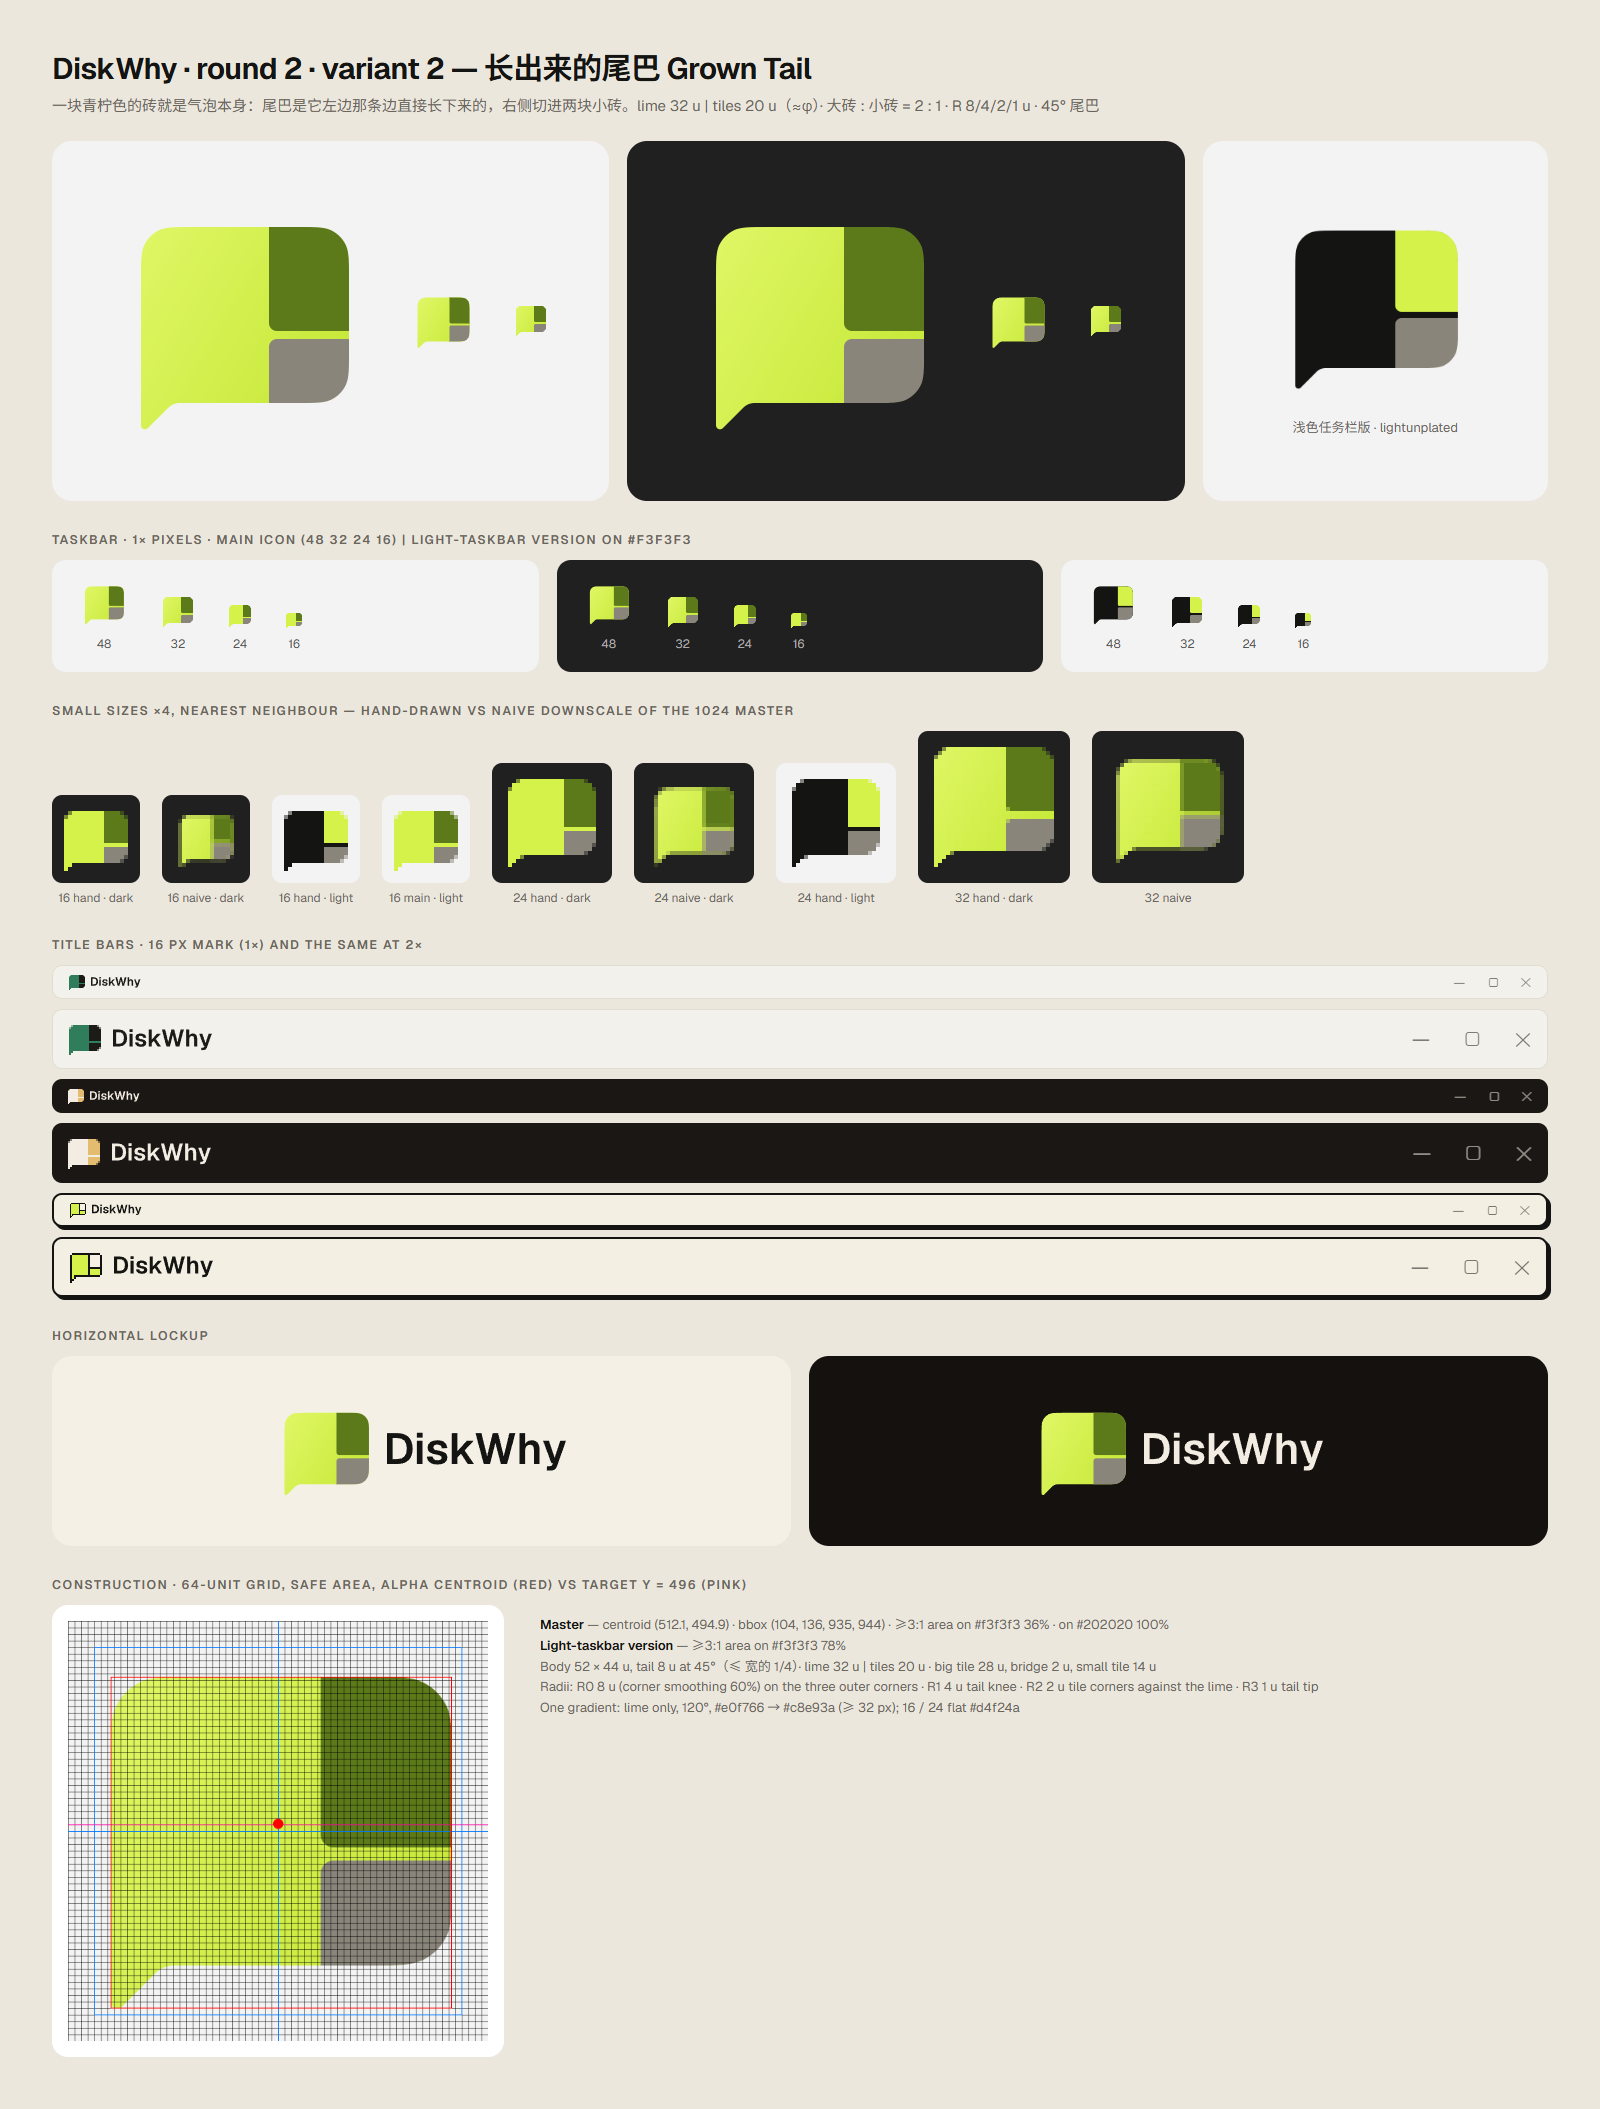 DiskWhy · round 2 · variant 2 — 长出来的尾巴 Grown Tail
一块青柠色的砖就是气泡本身：尾巴是它左边那条边直接长下来的，右侧切进两块小砖。lime 32 u | tiles 20 u（≈φ）· 大砖 : 小砖 = 2 : 1 · R 8/4/2/1 u · 45° 尾巴
浅色任务栏版 · lightunplated
TASKBAR · 1× PIXELS · MAIN ICON (48 32 24 16) | LIGHT-TASKBAR VERSION ON #F3F3F3
48 32 24 16
48 32 24 16
48 32 24 16
SMALL SIZES ×4, NEAREST NEIGHBOUR — HAND-DRAWN VS NAIVE DOWNSCALE OF THE 1024 MASTER
16 hand · dark
16 naive · dark
16 hand · light
16 main · light
24 hand · dark
24 naive · dark
24 hand · light
32 hand · dark
32 naive
TITLE BARS · 16 PX MARK (1×) AND THE SAME AT 2×
DiskWhy
DiskWhy
DiskWhy
DiskWhy
DiskWhy
DiskWhy
HORIZONTAL LOCKUP
DiskWhy
DiskWhy
CONSTRUCTION · 64-UNIT GRID, SAFE AREA, ALPHA CENTROID (RED) VS TARGET Y = 496 (PINK)
Master — centroid (512.1, 494.9) · bbox (104, 136, 935, 944) · ≥3:1 area on #f3f3f3 36% · on #202020 100%
Light-taskbar version — ≥3:1 area on #f3f3f3 78%
Body 52 × 44 u, tail 8 u at 45°（≤ 宽的 1/4）· lime 32 u | tiles 20 u · big tile 28 u, bridge 2 u, small tile 14 u
Radii: R0 8 u (corner smoothing 60%) on the three outer corners · R1 4 u tail knee · R2 2 u tile corners against the lime · R3 1 u tail tip
One gradient: lime only, 120°, #e0f766 → #c8e93a (≥ 32 px); 16 / 24 flat #d4f24a